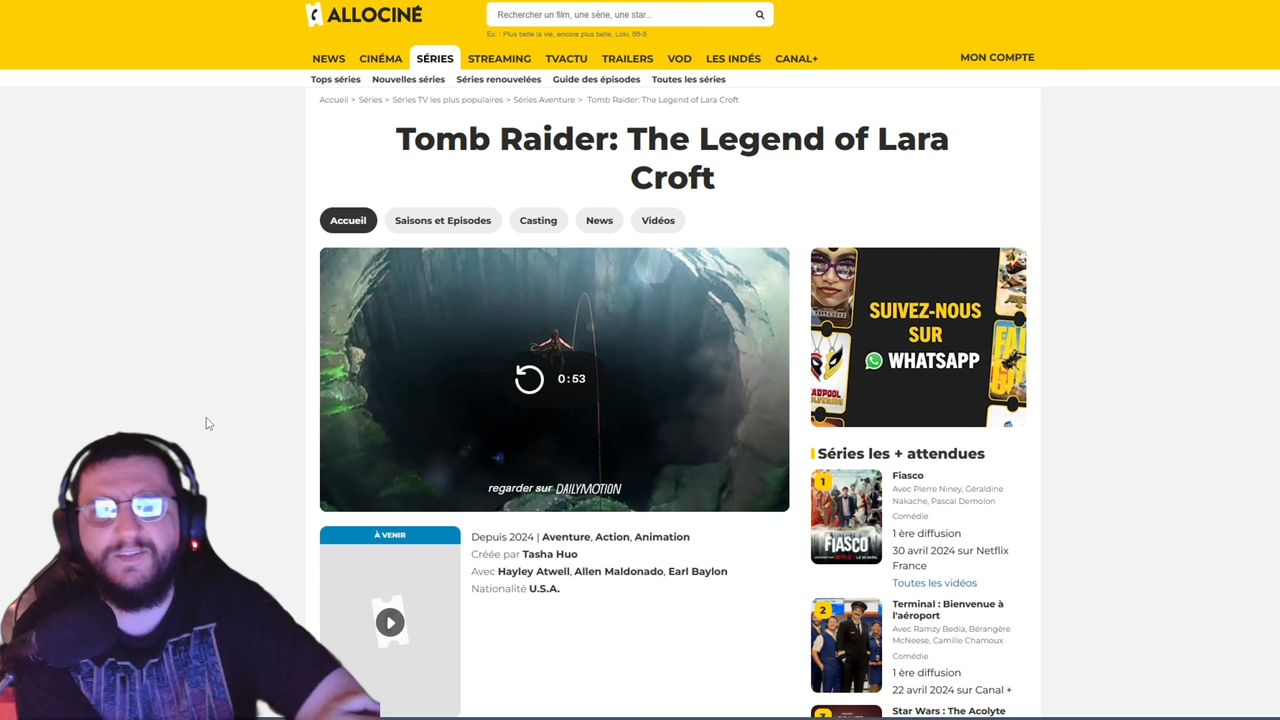 ALLOCINÉ
Rechercher un film, une série, une star...
Ex. : Plus belle la vie, encore plus belle, Loki, 66-5
NEWS CINÉMA SÉRIES STREAMING TVACTU TRAILERS VOD LES INDÉS CANAL+
MON COMPTE
Tops séries Nouvelles séries Séries renouvelées Guide des épisodes Toutes les séries
Accueil > Séries > Séries TV les plus populaires > Séries Aventure > Tomb Raider: The Legend of Lara Croft
Tomb Raider: The Legend of Lara
Croft
Accueil Saisons et Episodes Casting News Vidéos
0:53
regarder sur DAILYMOTION
À VENIR
Depuis 2024 | Aventure, Action, Animation
Créée par Tasha Huo
Avec Hayley Atwell, Allen Maldonado, Earl Baylon
Nationalité U.S.A.
SUIVEZ-NOUS
SUR
WHATSAPP
Séries les + attendues
1
FIASCO
Fiasco
Avec Pierre Niney, Géraldine
Nakache, Pascal Demolon
Comédie
1 ère diffusion
30 avril 2024 sur Netflix
France
Toutes les vidéos
2
Terminal : Bienvenue à
l'aéroport
Avec Ramzy Bedia, Bérangère
McNeese, Camille Chamoux
Comédie
1 ère diffusion
22 avril 2024 sur Canal +
Star Wars : The Acolyte